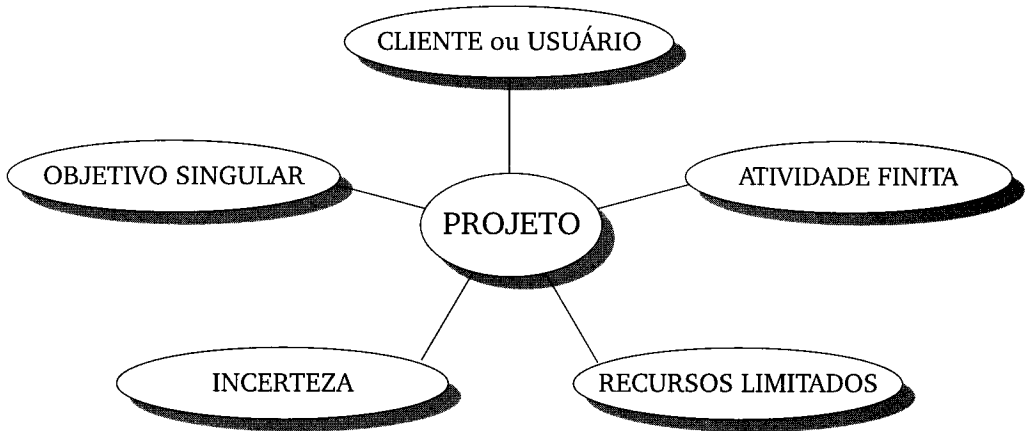 CLIENTE ou USUÁRIO
OBJETIVO SINGULAR
ATIVIDADE FINITA
PROJETO
INCERTEZA
RECURSOS LIMITADOS